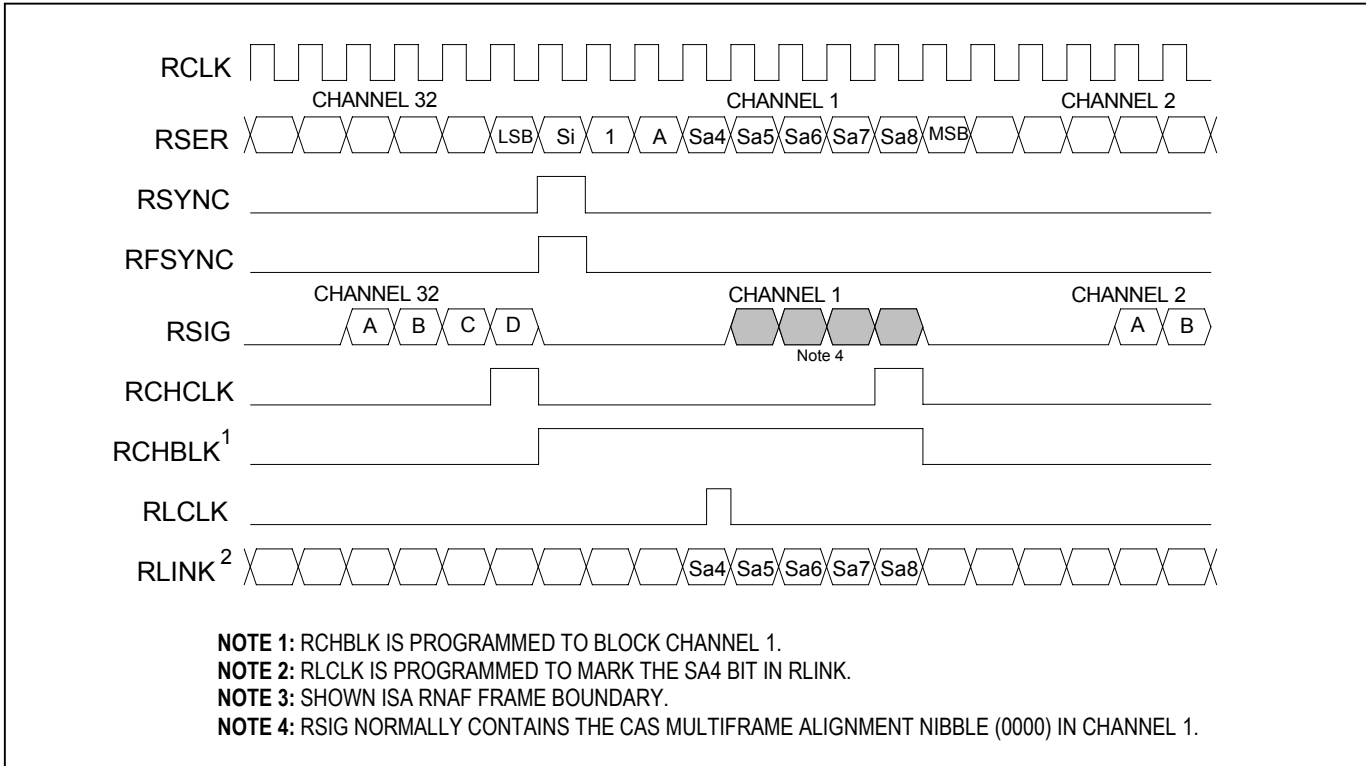 RCLK
CHANNEL 32 CHANNEL 1 CHANNEL 2
RSER LSB Si 1 A Sa4 Sa5 Sa6 Sa7 Sa8 MSB
RSYNC
RFSYNC
CHANNEL 32 CHANNEL 1 CHANNEL 2
RSIG A B C D A B
Note 4
RCHCLK
RCHBLK1
RLCLK
RLINK2 Sa4 Sa5 Sa6 Sa7 Sa8
NOTE 1: RCHBLK IS PROGRAMMED TO BLOCK CHANNEL 1.
NOTE 2: RLCLK IS PROGRAMMED TO MARK THE SA4 BIT IN RLINK.
NOTE 3: SHOWN ISA RNAF FRAME BOUNDARY.
NOTE 4: RSIG NORMALLY CONTAINS THE CAS MULTIFRAME ALIGNMENT NIBBLE (0000) IN CHANNEL 1.